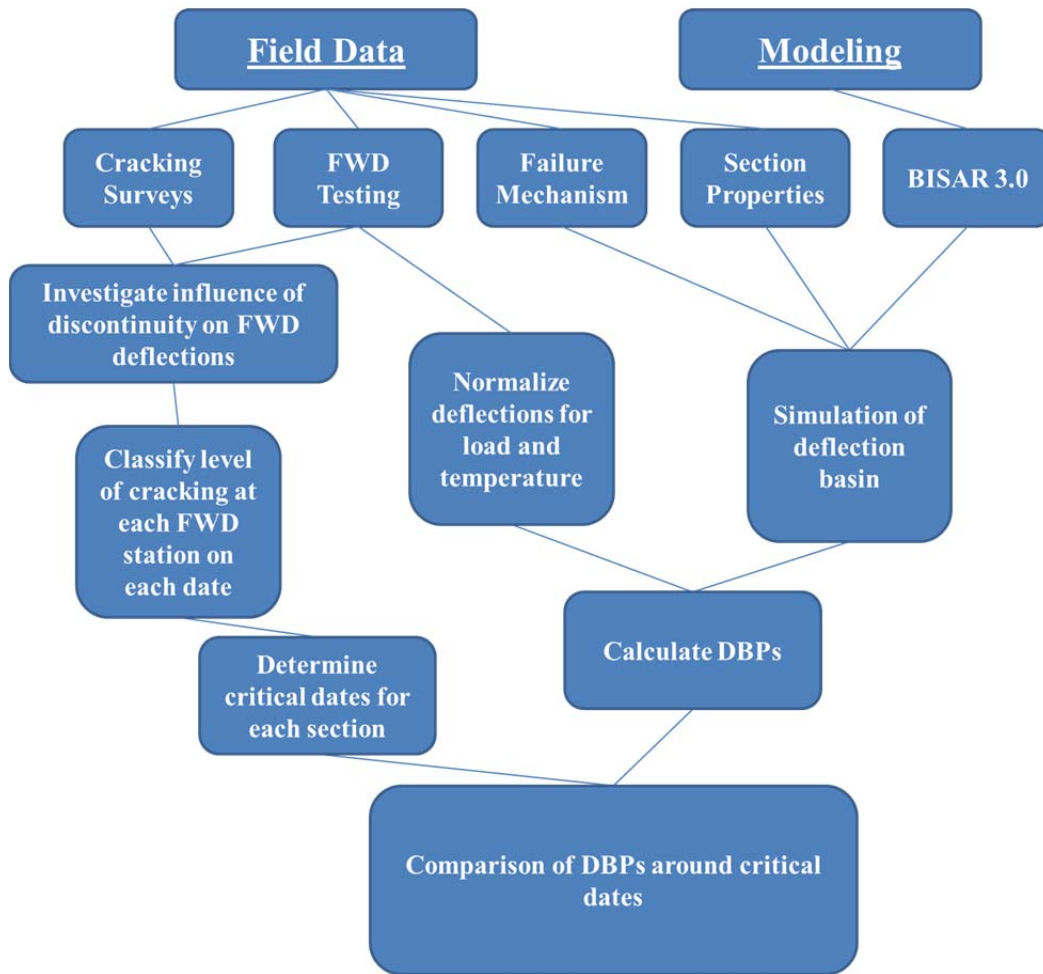 Field Data
Modeling
Cracking
Surveys
FWD
Testing
Failure
Mechanism
Section
Properties
BISAR 3.0
Investigate influence of
discontinuity on FWD
deflections
Normalize
deflections for
load and
temperature
Simulation of
deflection
basin
Classify level
of cracking at
each FWD
station on
each date
Calculate DBPs
Determine
critical dates for
each section
Comparison of DBPs around critical
dates